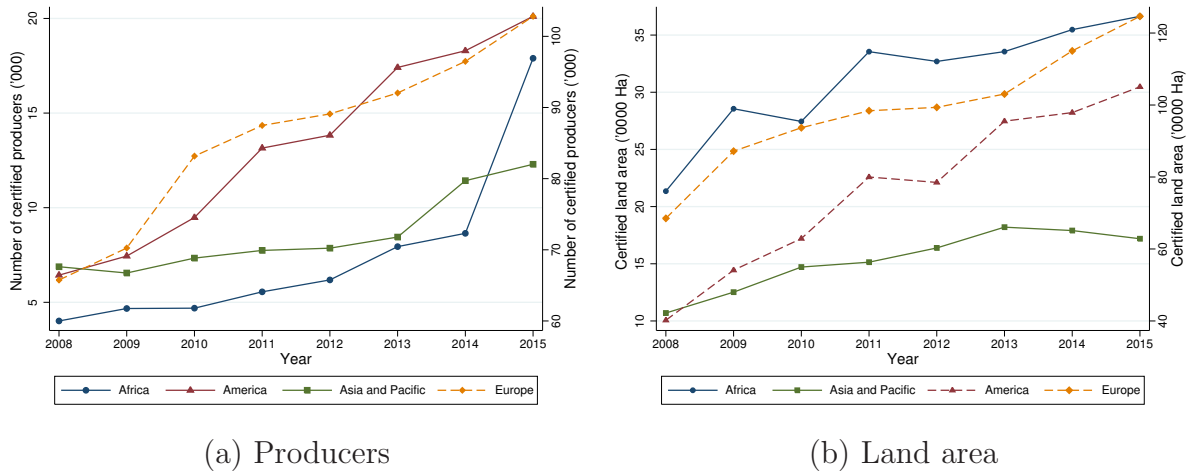 20
15
10
5
Number of certified producers ('000)
100
90
80
70
60
Number of certified producers ('000)
2008 2009 2010 2011 2012 2013 2014 2015
Year
Africa America Asia and Pacific Europe
(a) Producers
35
30
25
20
15
10
Certified land area ('0000 Ha)
120
100
80
60
40
Certified land area ('0000 Ha)
2008 2009 2010 2011 2012 2013 2014 2015
Year
Africa Asia and Pacific America Europe
(b) Land area